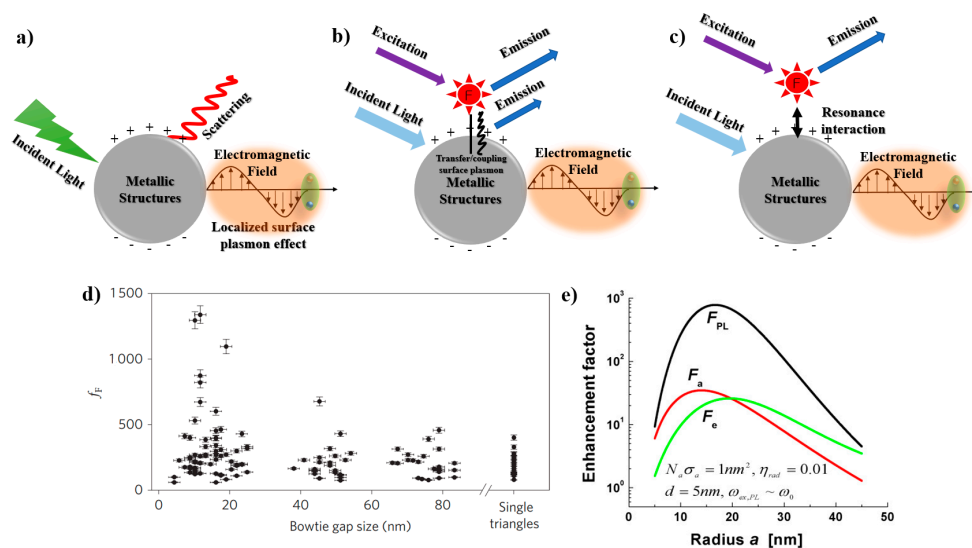 a)
Incident Light
Scattering
+ + + + +
Metallic
Structures
- - - - -
Electromagnetic
Field
Localized surface
plasmon effect
b)
Excitation
Emission
F
Emission
Incident Light
+ + + + +
Transfer/coupling
surface plasmon
Metallic
Structures
- - - - -
Electromagnetic
Field
c)
Excitation
Emission
F
Resonance
interaction
Incident Light
+ + + + +
Metallic
Structures
- - - - -
Electromagnetic
Field
d)
1 500
1 000
500
0
f_F
0 20 40 60 80 Single
triangles
Bowtie gap size (nm)
e)
10^3
10^2
10^1
10^0
Enhancement factor
F_PL
F_a
F_e
N_a σ_a = 1nm^2, η_rad = 0.01
d = 5nm, ω_ex,PL ~ ω_0
0 10 20 30 40 50
Radius a [nm]